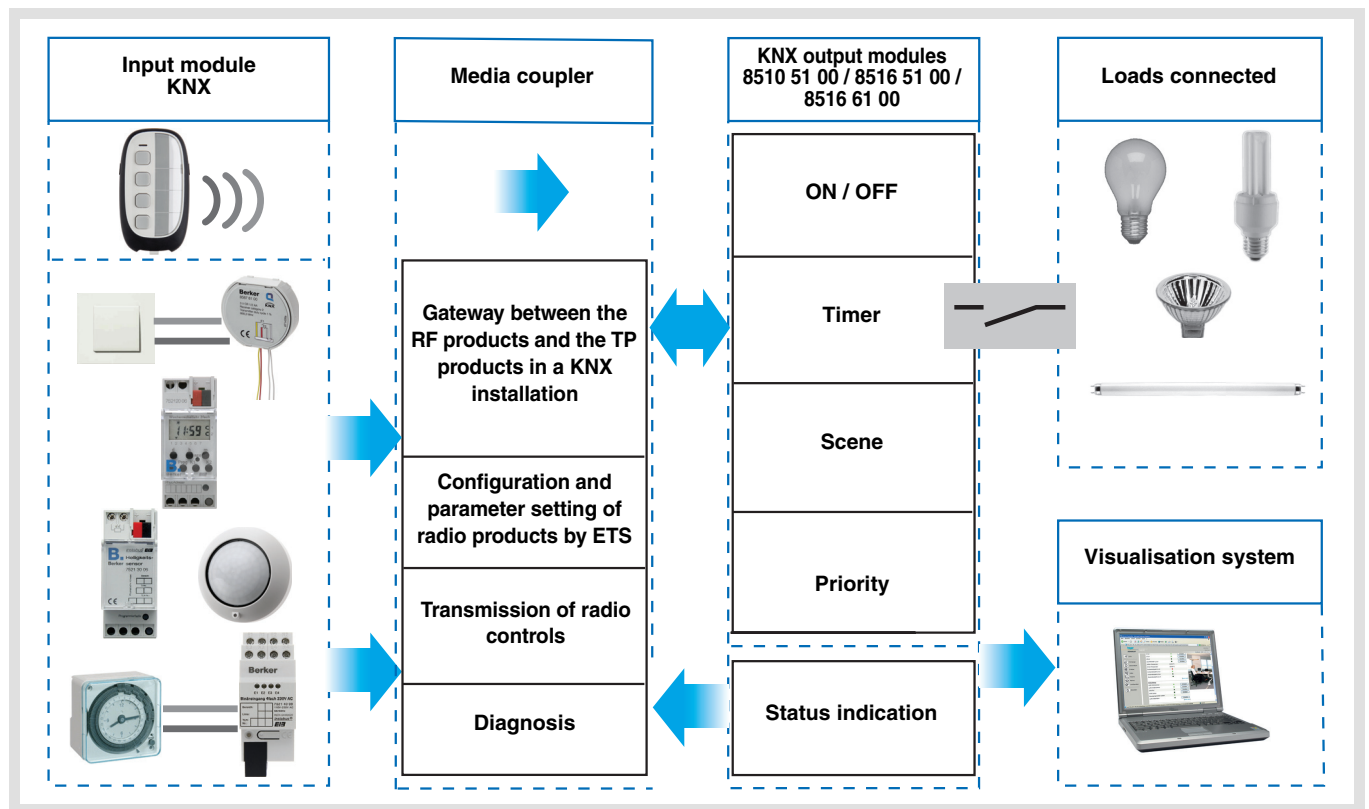 Input module
KNX
Media coupler
KNX output modules
8510 51 00 / 8516 51 00 /
8516 61 00
Loads connected
ON / OFF
Berker
Gateway between the
RF products and the TP
products in a KNX
installation
Timer
11:59
B.
Scene
Configuration and
parameter setting of
radio products by ETS
B.
Berker
sensor
Visualisation system
Priority
Transmission of radio
controls
Berker
Status indication
Diagnosis